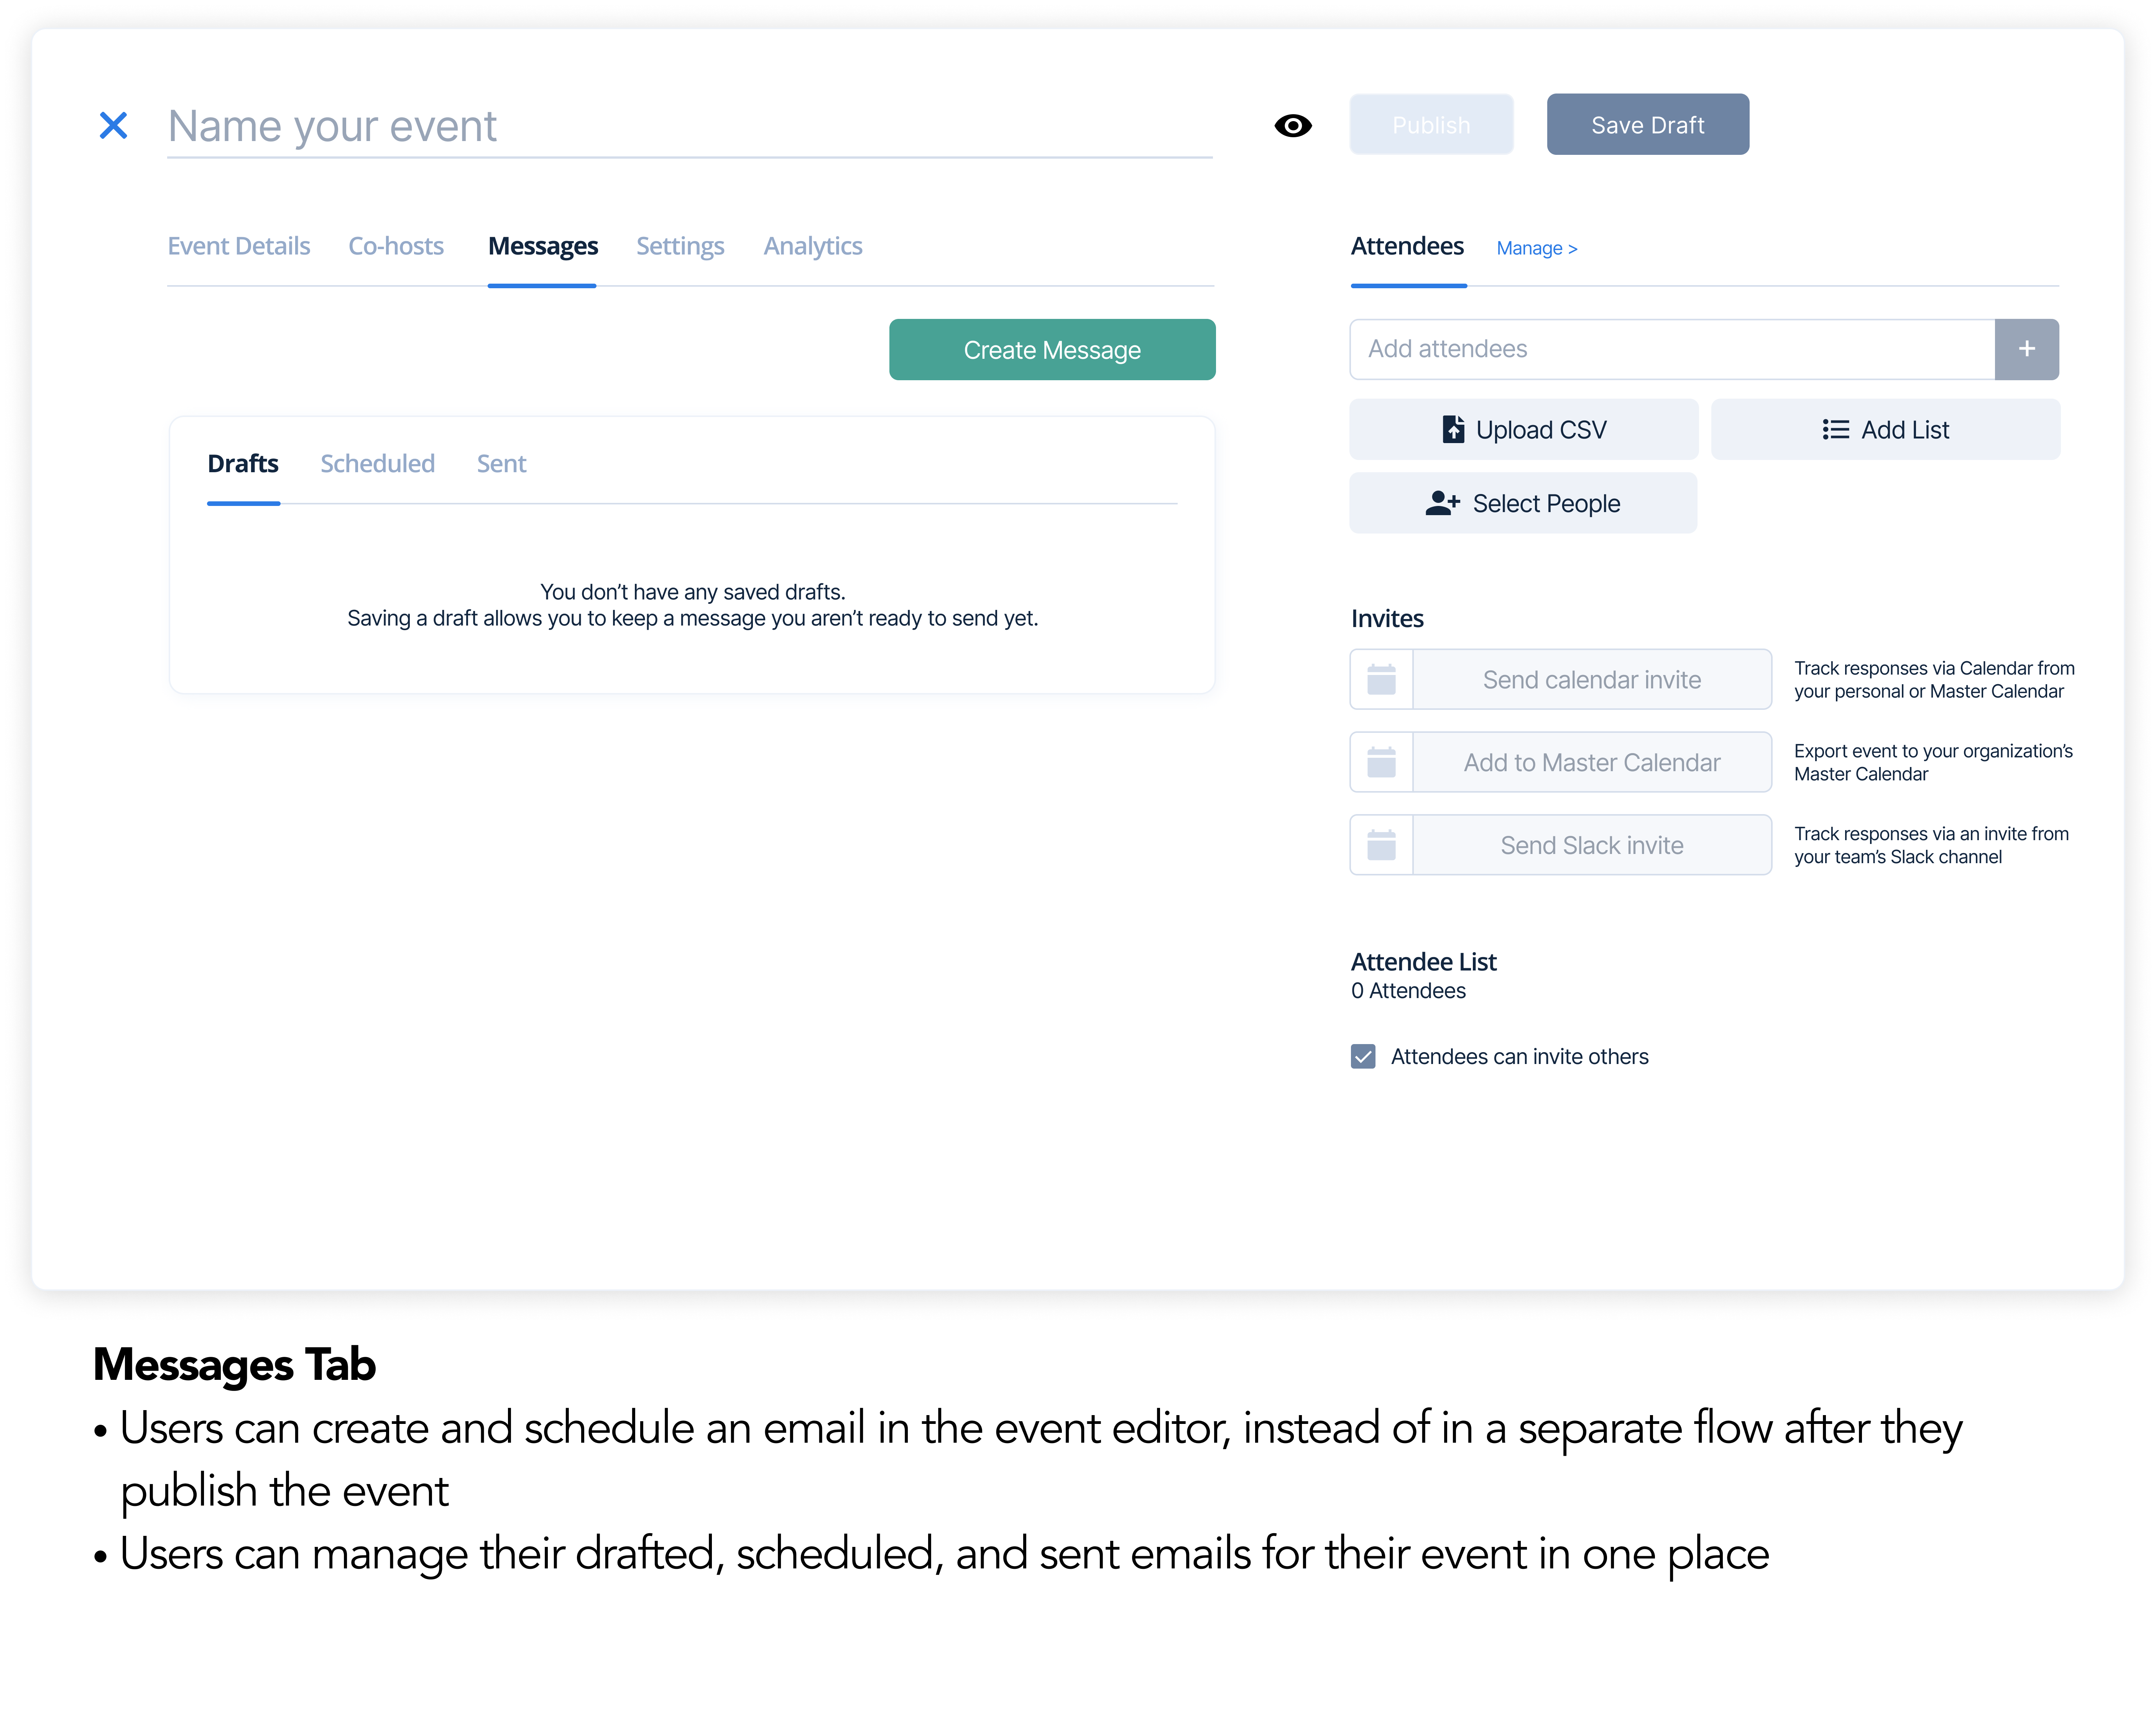 Name your event
Publish
Save Draft
Event Details
Co-hosts
Messages
Settings
Analytics
Create Message
Drafts
Scheduled
Sent
You don’t have any saved drafts.
Saving a draft allows you to keep a message you aren’t ready to send yet.
Attendees
Manage >
Add attendees
+
Upload CSV
Add List
Select People
Invites
Send calendar invite
Track responses via Calendar from
your personal or Master Calendar
Add to Master Calendar
Export event to your organization’s
Master Calendar
Send Slack invite
Track responses via an invite from
your team’s Slack channel
Attendee List
0 Attendees
Attendees can invite others
Messages Tab
• Users can create and schedule an email in the event editor, instead of in a separate flow after they
publish the event
• Users can manage their drafted, scheduled, and sent emails for their event in one place